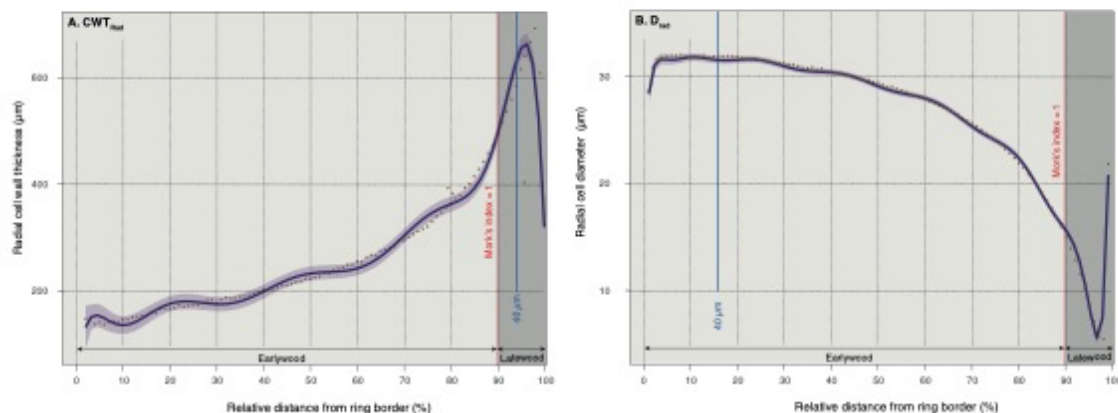 A. CWTRad
Radial cell wall thickness (µm)
600
400
200
Mork's index = 1
40 µm
Earlywood
Latewood
0 10 20 30 40 50 60 70 80 90 100
Relative distance from ring border (%)
B. Drad
Radial cell diameter (µm)
30
20
10
40 µm
Mork's index = 1
Earlywood
Latewood
0 10 20 30 40 50 60 70 80 90 100
Relative distance from ring border (%)